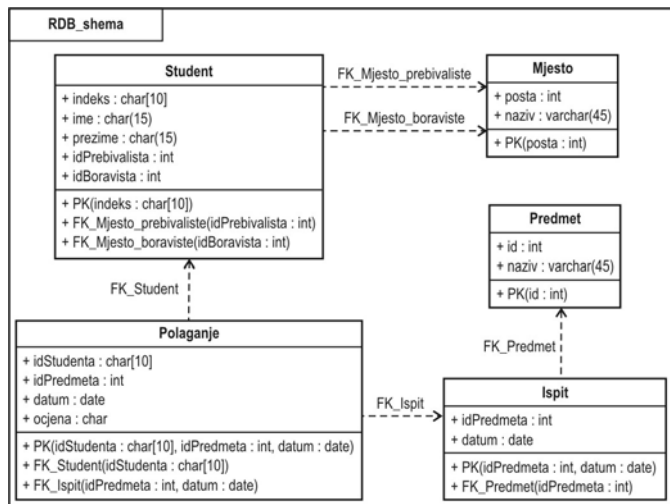 RDB_shema
Student
+ indeks : char[10]
+ ime : char(15)
+ prezime : char(15)
+ idPrebivalista : int
+ idBoravista : int
+ PK(indeks : char[10])
+ FK_Mjesto_prebivaliste(idPrebivalista : int)
+ FK_Mjesto_boraviste(idBoravista : int)
FK_Mjesto_prebivaliste
FK_Mjesto_boraviste
Mjesto
+ posta : int
+ naziv : varchar(45)
+ PK(posta : int)
Predmet
+ id : int
+ naziv : varchar(45)
+ PK(id : int)
FK_Student
FK_Predmet
Polaganje
+ idStudenta : char[10]
+ idPredmeta : int
+ datum : date
+ ocjena : char
+ PK(idStudenta : char[10], idPredmeta : int, datum : date)
+ FK_Student(idStudenta : char[10])
+ FK_Ispit(idPredmeta : int, datum : date)
FK_Ispit
Ispit
+ idPredmeta : int
+ datum : date
+ PK(idPredmeta : int, datum : date)
+ FK_Predmet(idPredmeta : int)